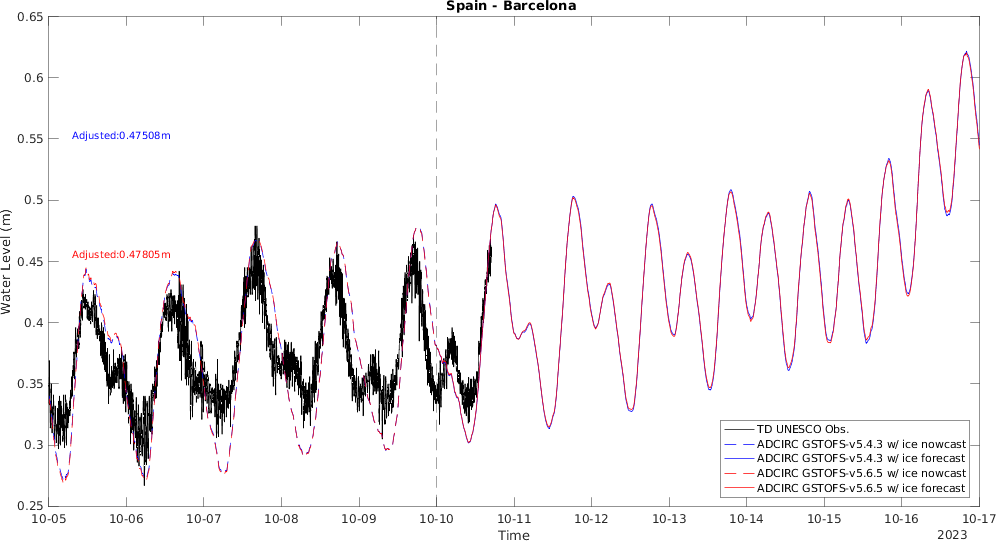 Spain - Barcelona
0.65
0.6
0.55
0.5
0.45
0.4
0.35
0.3
0.25
Water Level (m)
Adjusted:0.47508m
Adjusted:0.47805m
TD UNESCO Obs.
ADCIRC GSTOFS-v5.4.3 w/ ice nowcast
ADCIRC GSTOFS-v5.4.3 w/ ice forecast
ADCIRC GSTOFS-v5.6.5 w/ ice nowcast
ADCIRC GSTOFS-v5.6.5 w/ ice forecast
10-05 10-06 10-07 10-08 10-09 10-10 10-11 10-12 10-13 10-14 10-15 10-16 10-17
Time
2023